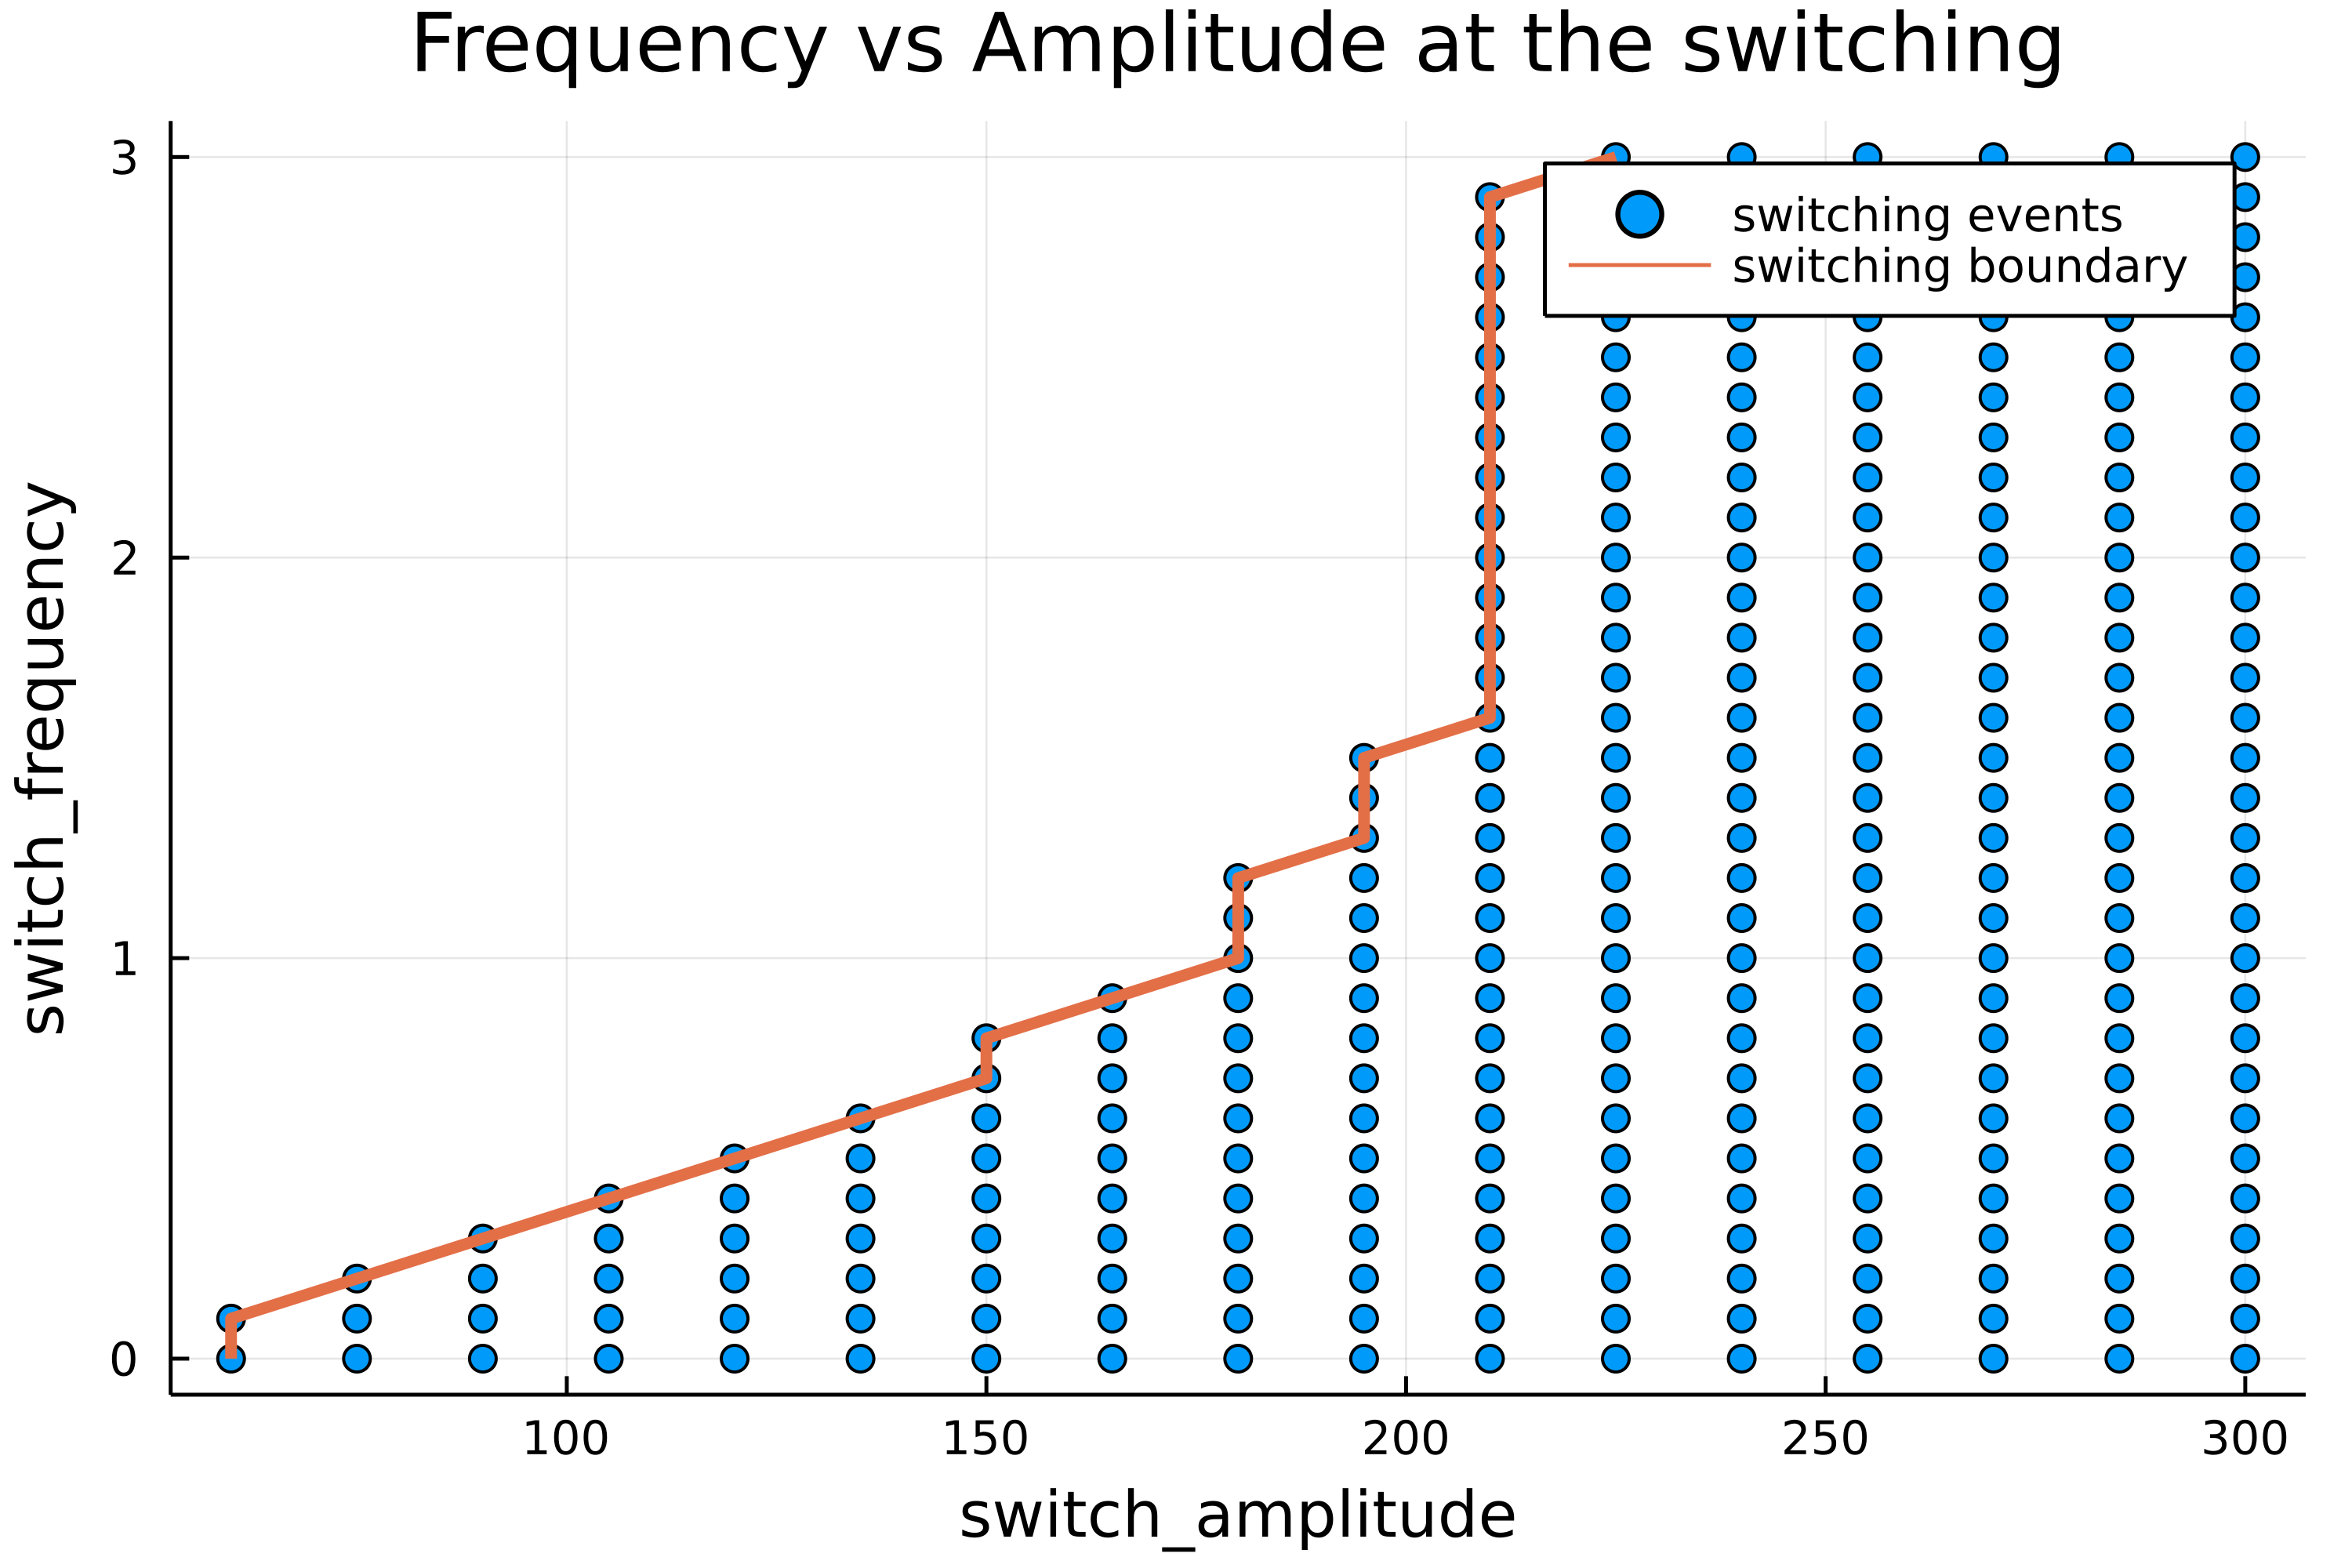 Frequency vs Amplitude at the switching
switching events
switching boundary
switch_frequency
3
2
1
0
100 150 200 250 300
switch_amplitude